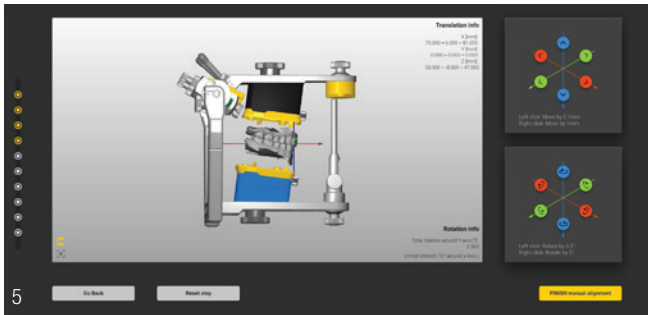 Translation info
X [mm]:
Y [mm]:
Z [mm]:
Rotation info
Left click: Move by 0.1mm,
Right click: Move by 1mm.
Left click: Rotate by 0.5°
Right click: Rotate by 5°
5
Go Back
Reset step
FINISH manual alignment